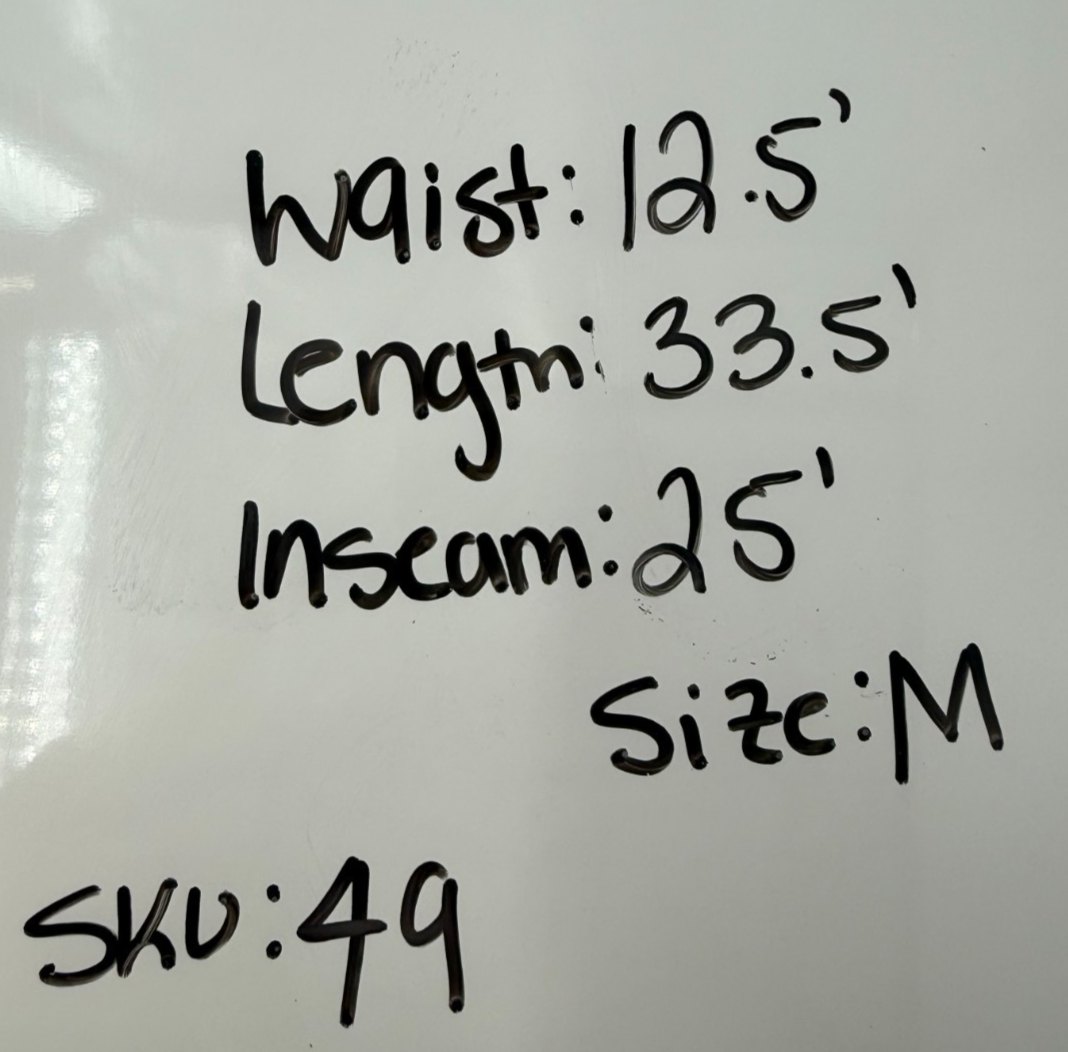 Waist: 12.5'
Length: 33.5'
Inseam: 25'
Size: M
SKU: 49